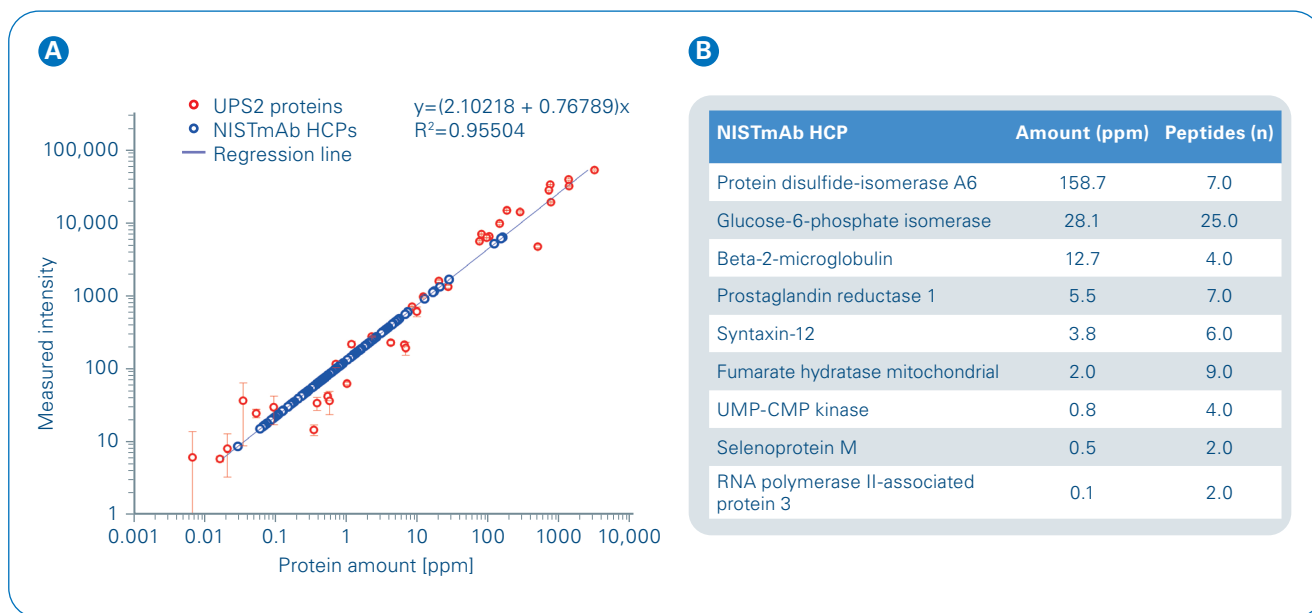 A
UPS2 proteins
NISTmAb HCPs
Regression line
y=(2.10218 + 0.76789)x
R²=0.95504
Measured intensity
100,000
10,000
1000
100
10
1
0.001 0.01 0.1 1 10 100 1000 10,000
Protein amount [ppm]
B
NISTmAb HCP Amount (ppm) Peptides (n)
Protein disulfide-isomerase A6 158.7 7.0
Glucose-6-phosphate isomerase 28.1 25.0
Beta-2-microglobulin 12.7 4.0
Prostaglandin reductase 1 5.5 7.0
Syntaxin-12 3.8 6.0
Fumarate hydratase mitochondrial 2.0 9.0
UMP-CMP kinase 0.8 4.0
Selenoprotein M 0.5 2.0
RNA polymerase II-associated
protein 3 0.1 2.0